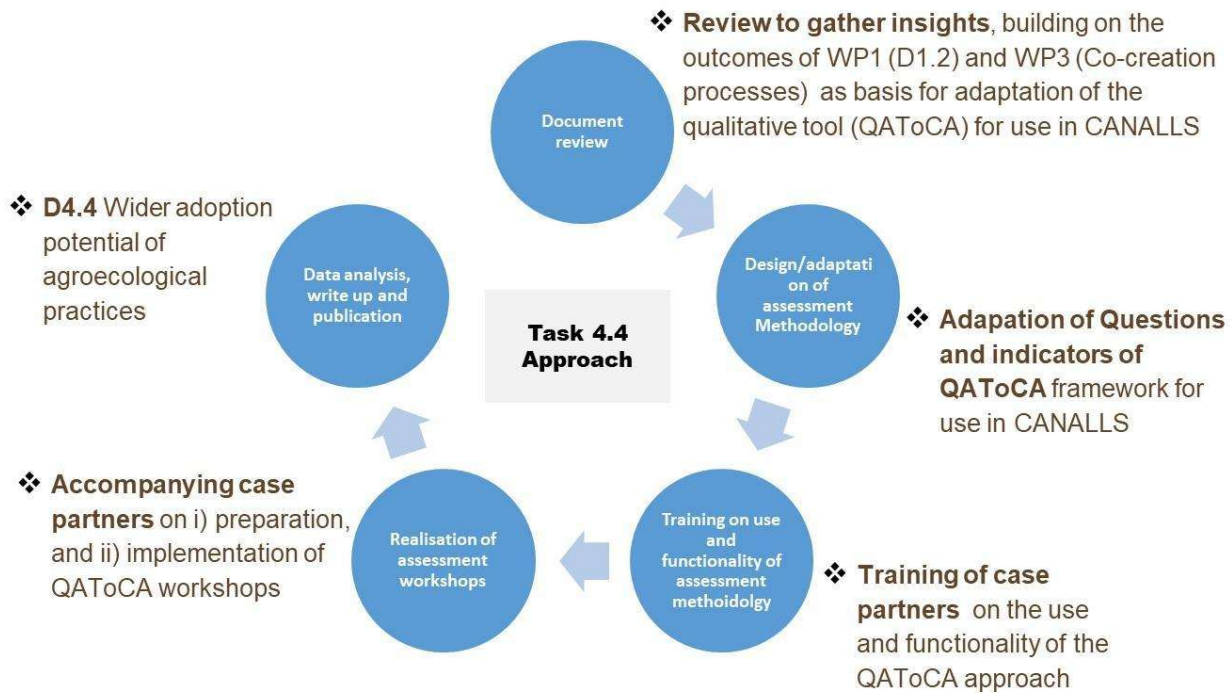 ❖ Review to gather insights, building on the
outcomes of WP1 (D1.2) and WP3 (Co-creation
processes) as basis for adaptation of the
qualitative tool (QAToCA) for use in CANALLS
Document
review
Design/adaptati
on of
assessment
Methodology
❖ Adapation of Questions
and indicators of
QAToCA framework for
use in CANALLS
Training on use
and
functionality of
assessment
methoidolgy
❖ Training of case
partners on the use
and functionality of the
QAToCA approach
Realisation of
assessment
workshops
❖ Accompanying case
partners on i) preparation,
and ii) implementation of
QAToCA workshops
Data analysis,
write up and
publication
❖ D4.4 Wider adoption
potential of
agroecological
practices
Task 4.4
Approach